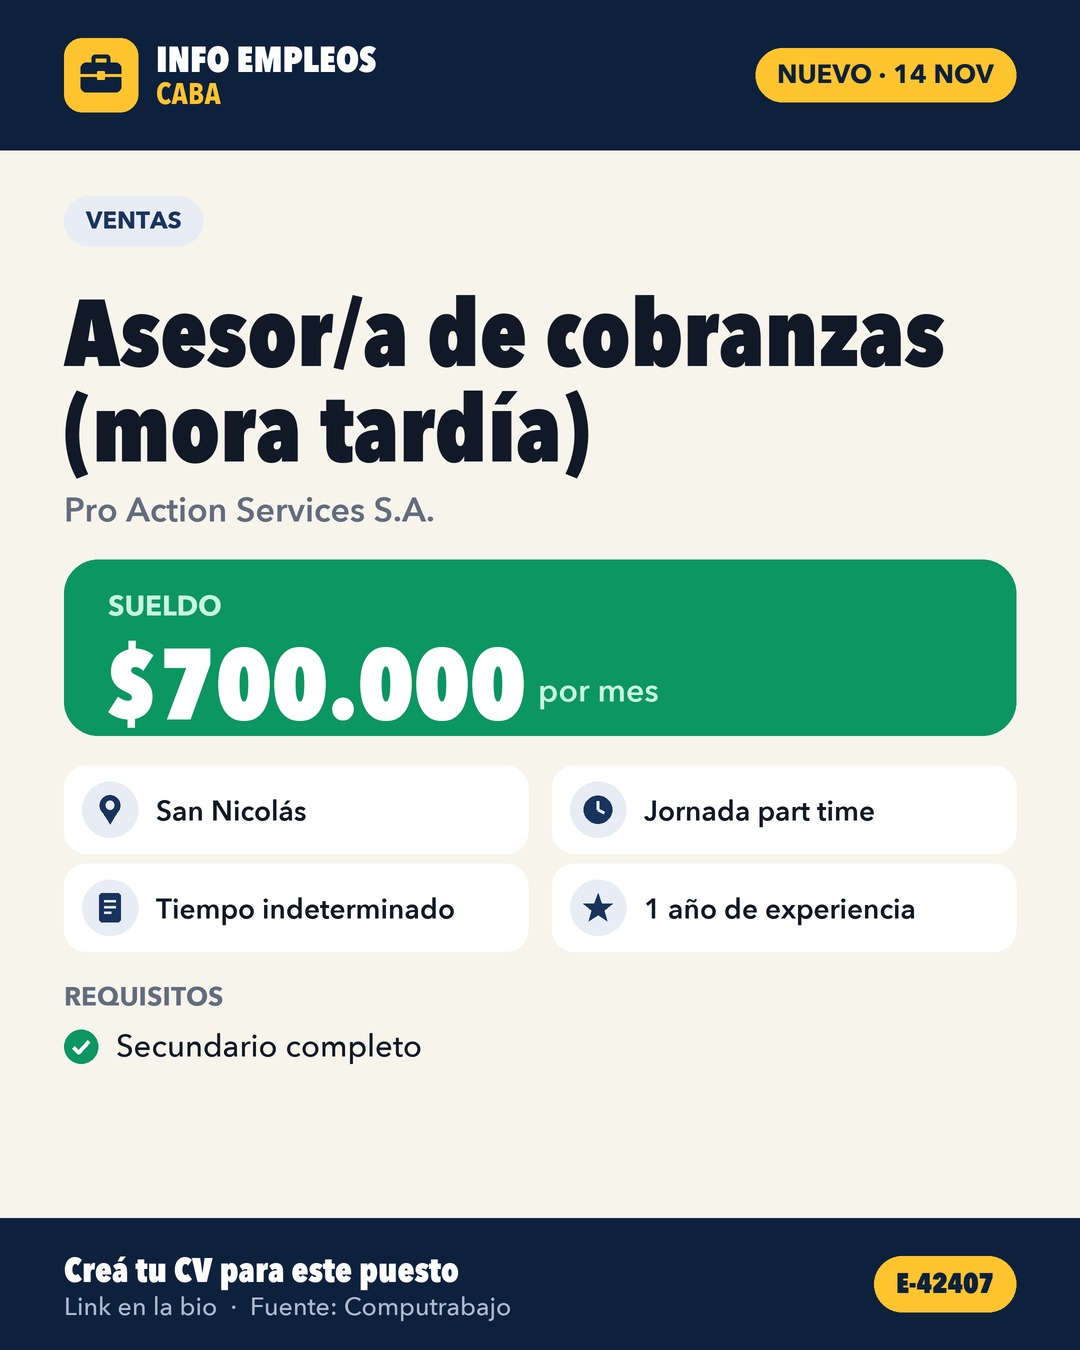 INFO EMPLEOS
CABA
NUEVO · 14 NOV
VENTAS
Asesor/a de cobranzas
(mora tardía)
Pro Action Services S.A.
SUELDO
$700.000 por mes
San Nicolás
Jornada part time
Tiempo indeterminado
1 año de experiencia
REQUISITOS
Secundario completo
Creá tu CV para este puesto
Link en la bio · Fuente: Computrabajo
E-42407